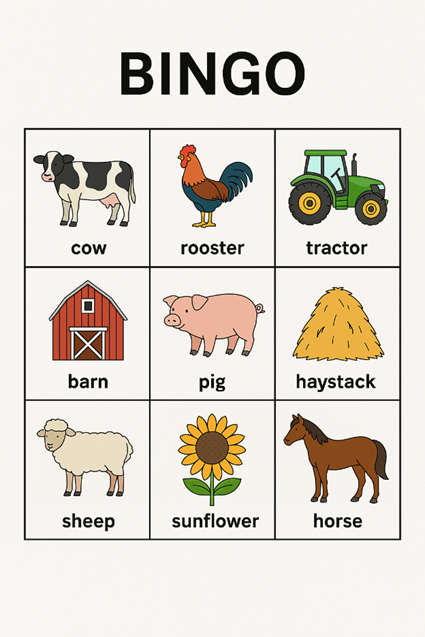 BINGO
cow
rooster
tractor
barn
pig
haystack
sheep
sunflower
horse